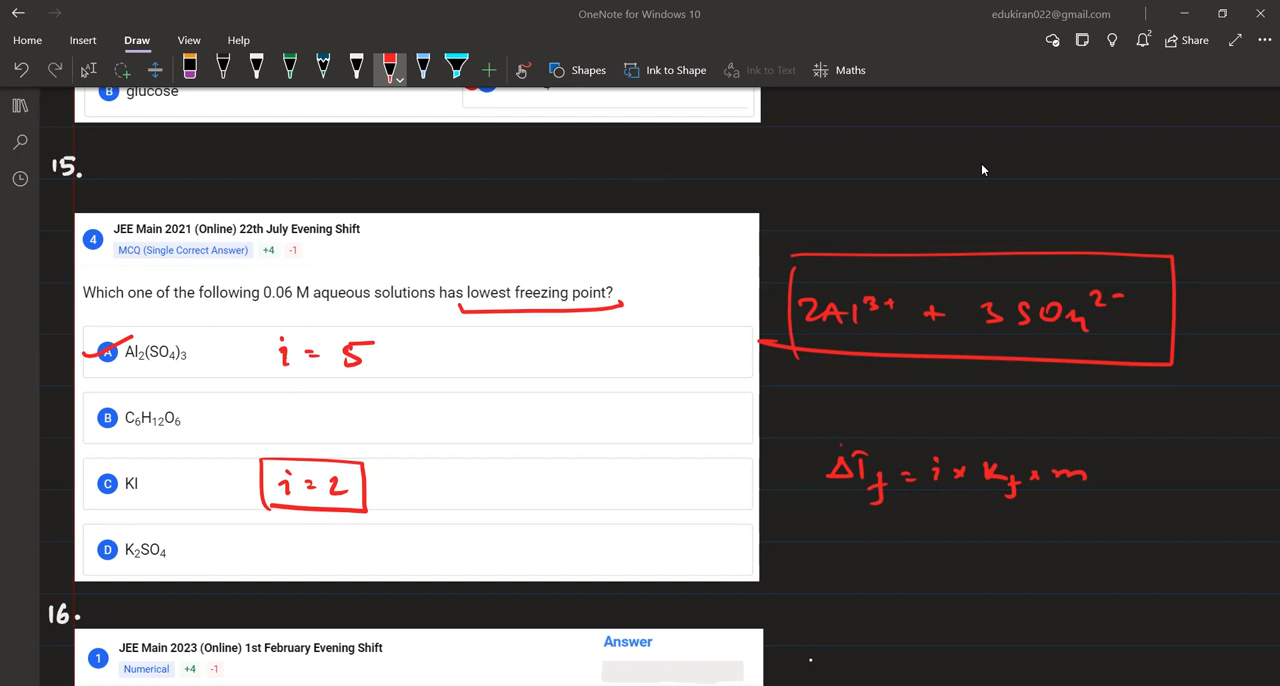 OneNote for Windows 10
edukiran022@gmail.com
Home Insert Draw View Help
Share
Shapes Ink to Shape Ink to Text Maths
B glucose
15.
4 JEE Main 2021 (Online) 22th July Evening Shift
MCQ (Single Correct Answer) +4 -1
Which one of the following 0.06 M aqueous solutions has lowest freezing point?
A Al₂(SO₄)₃ i = 5
2Al³⁺ + 3SO₄²⁻
B C₆H₁₂O₆
C KI i = 2
ΔTf = i × Kf × m
D K₂SO₄
16.
1 JEE Main 2023 (Online) 1st February Evening Shift
Answer
Numerical +4 -1